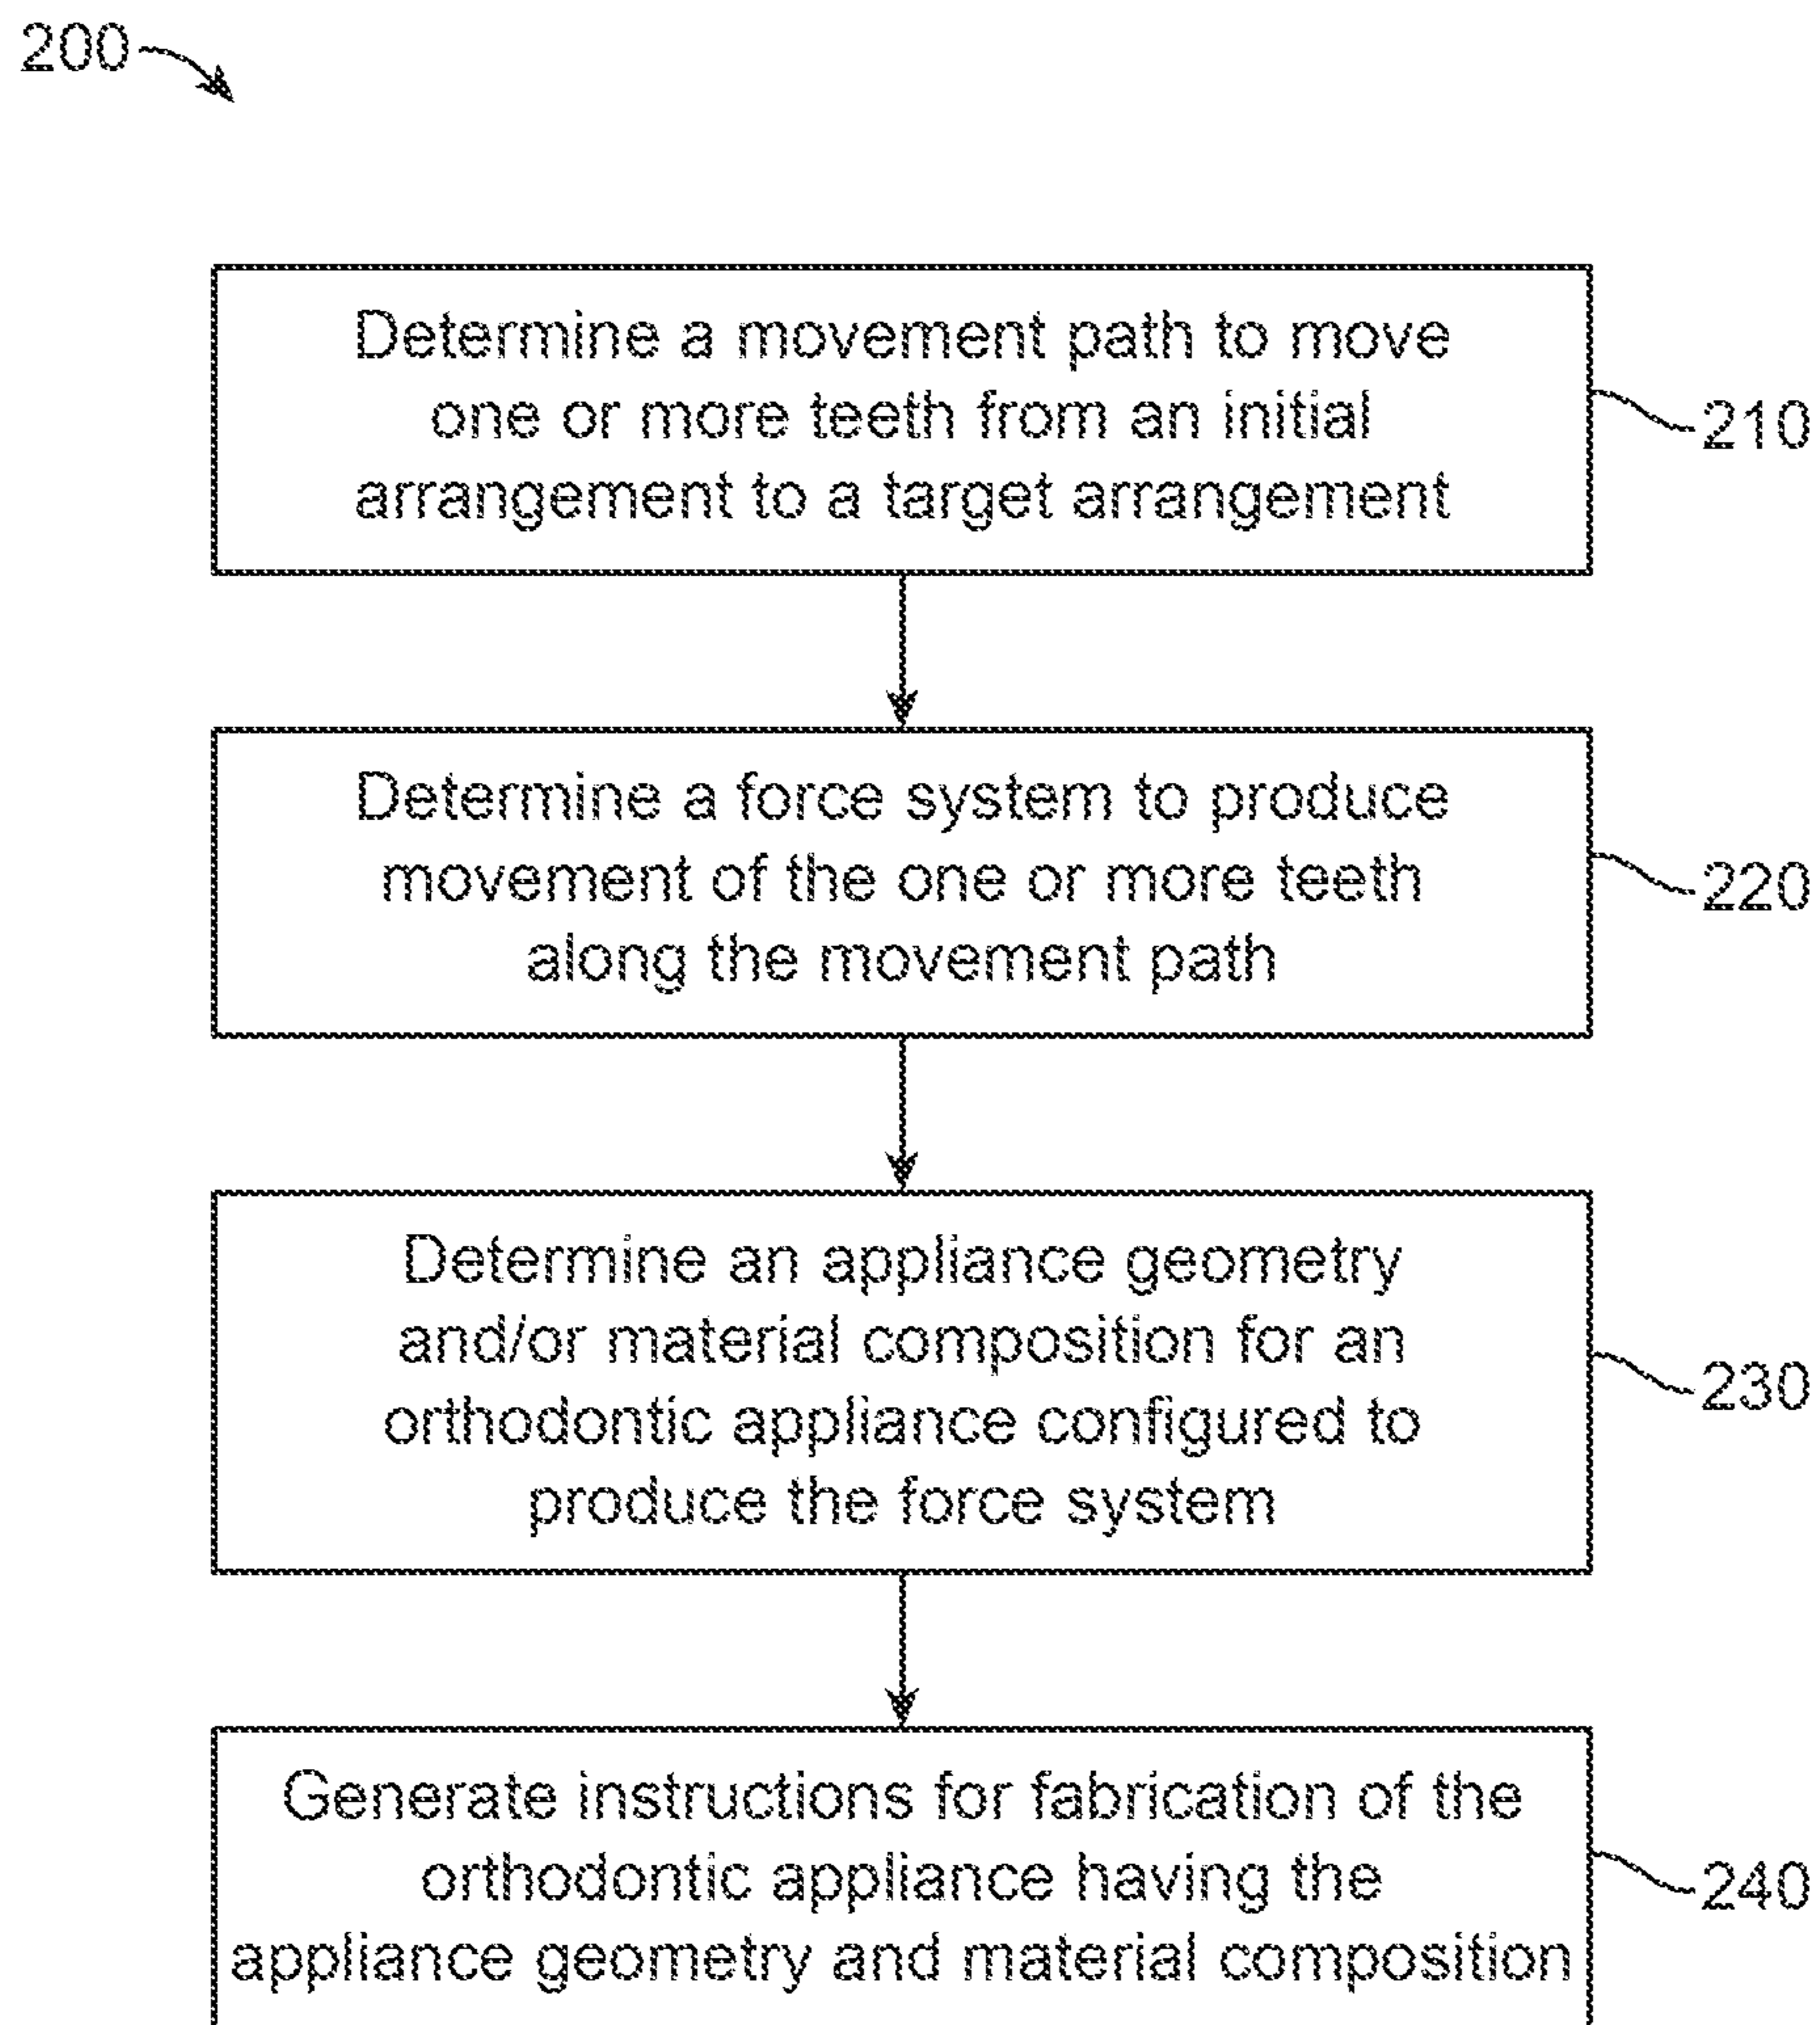 200
Determine a movement path to move
one or more teeth from an initial
arrangement to a target arrangement
210
Determine a force system to produce
movement of the one or more teeth
along the movement path
220
Determine an appliance geometry
and/or material composition for an
orthodontic appliance configured to
produce the force system
230
Generate instructions for fabrication of the
orthodontic appliance having the
appliance geometry and material composition
240